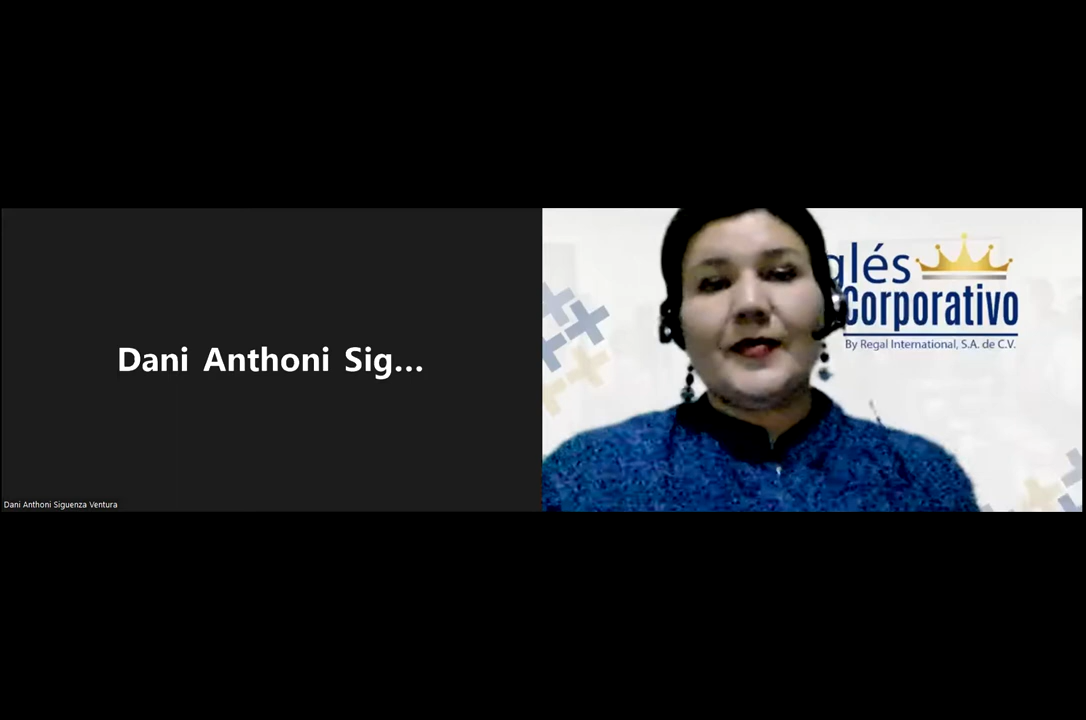 Dani Anthoni Sig...
Dani Anthoni Siguenza Ventura
glés
Corporativo
By Regal International, S.A. de C.V.